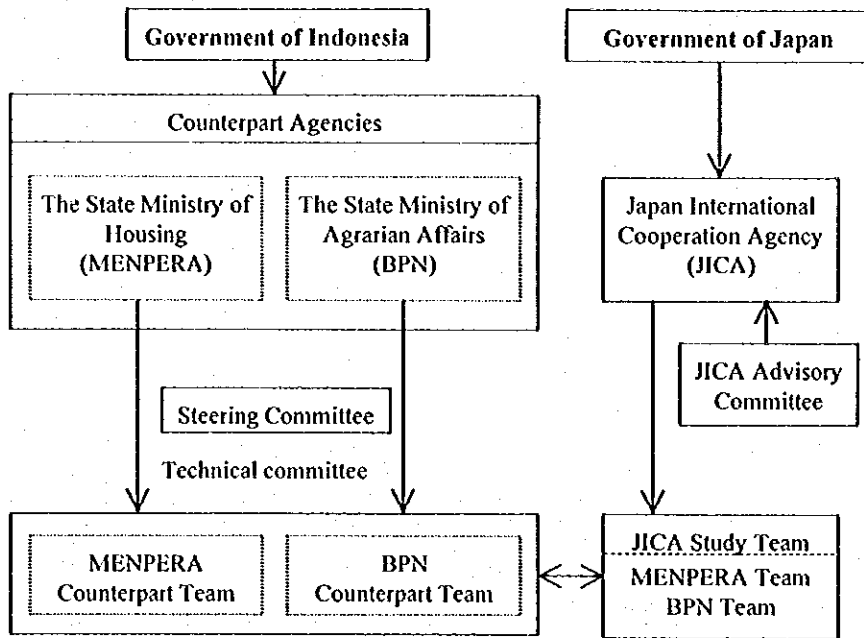 Government of Indonesia
Government of Japan
Counterpart Agencies
The State Ministry of
Housing
(MENPERA)
The State Ministry of
Agrarian Affairs
(BPN)
Japan International
Cooperation Agency
(JICA)
JICA Advisory
Committee
Steering Committee
Technical committee
MENPERA
Counterpart Team
BPN
Counterpart Team
JICA Study Team
MENPERA Team
BPN Team